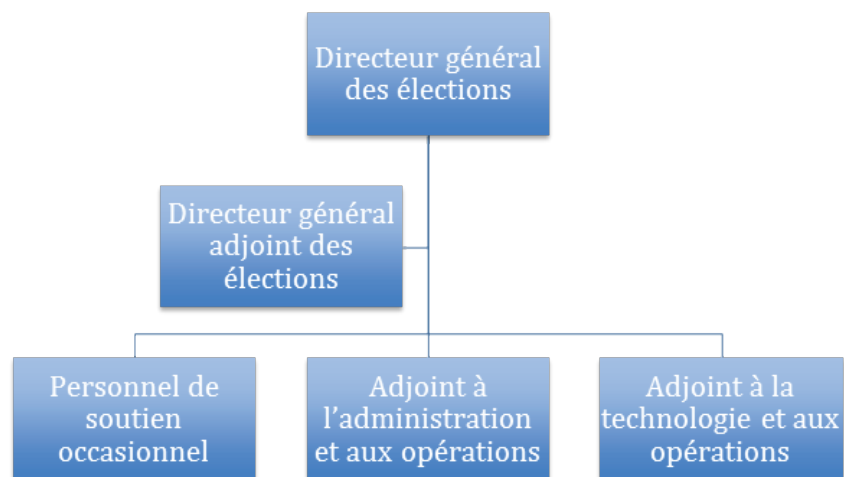 Directeur général
des élections
Directeur général
adjoint des
élections
Personnel de
soutien
occasionnel
Adjoint à
l’administration
et aux opérations
Adjoint à la
technologie et aux
opérations